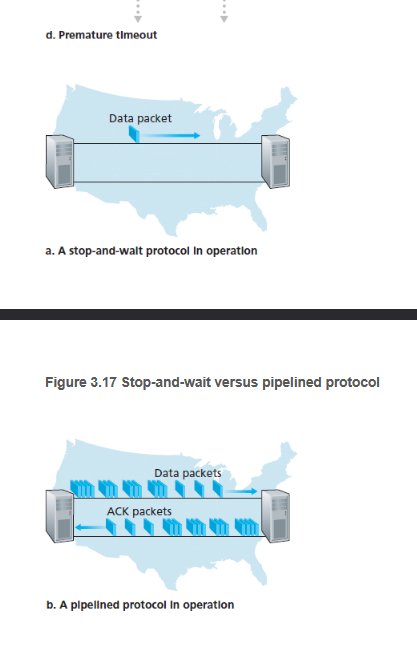 d. Premature timeout
Data packet
a. A stop-and-wait protocol in operation
Figure 3.17 Stop-and-wait versus pipelined protocol
Data packets
ACK packets
b. A pipelined protocol in operation